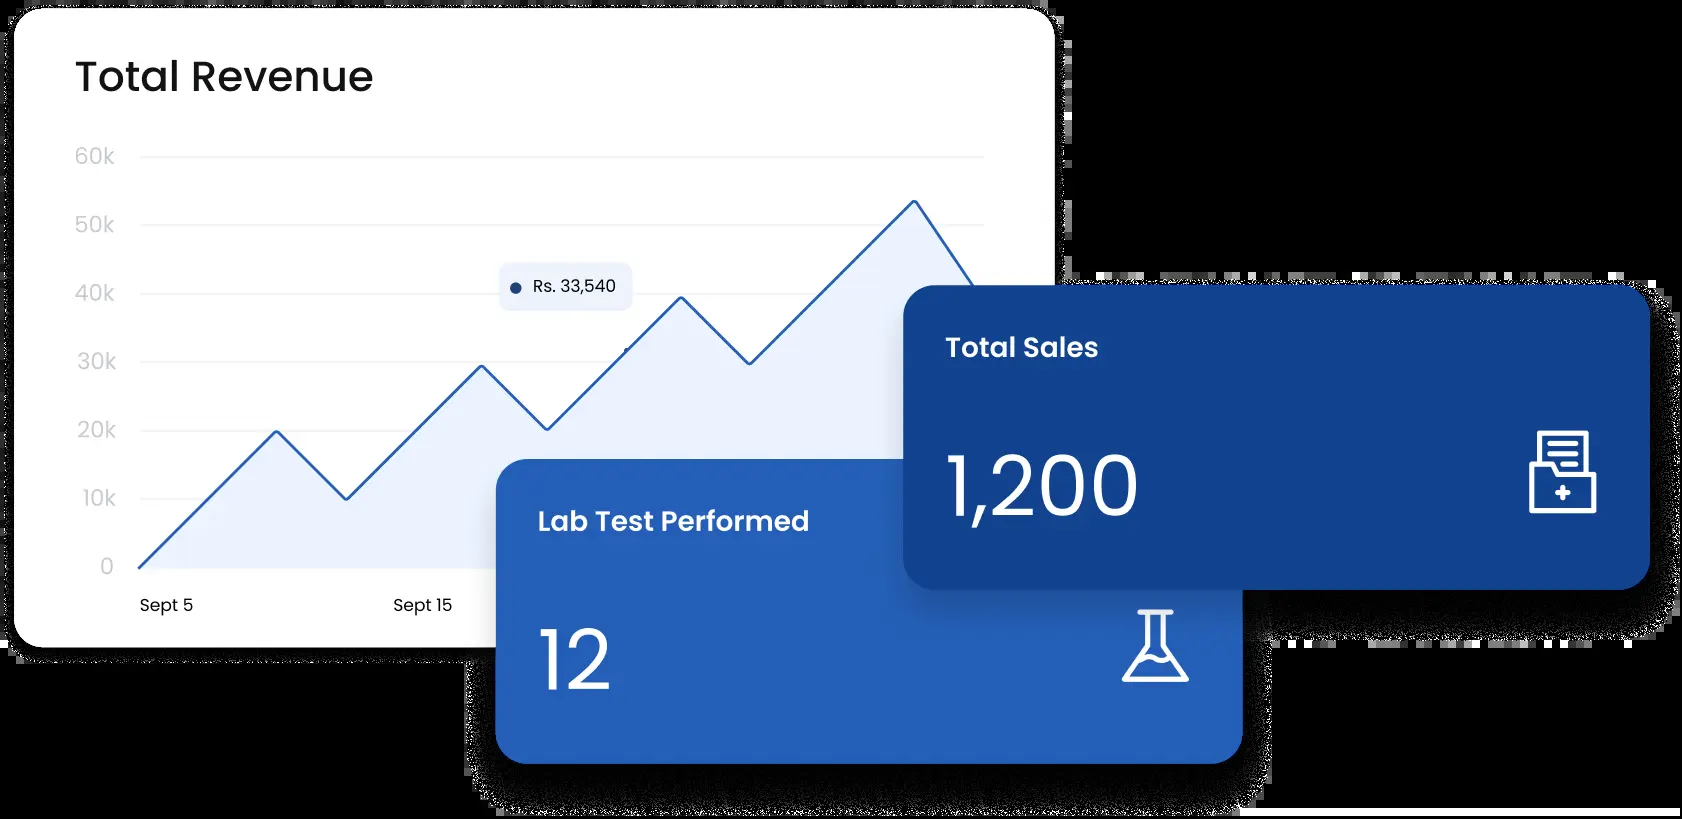 Total Revenue
60k
50k
40k
Rs. 33,540
30k
20k
10k
0
Sept 5
Sept 15
Total Sales
1,200
Lab Test Performed
12